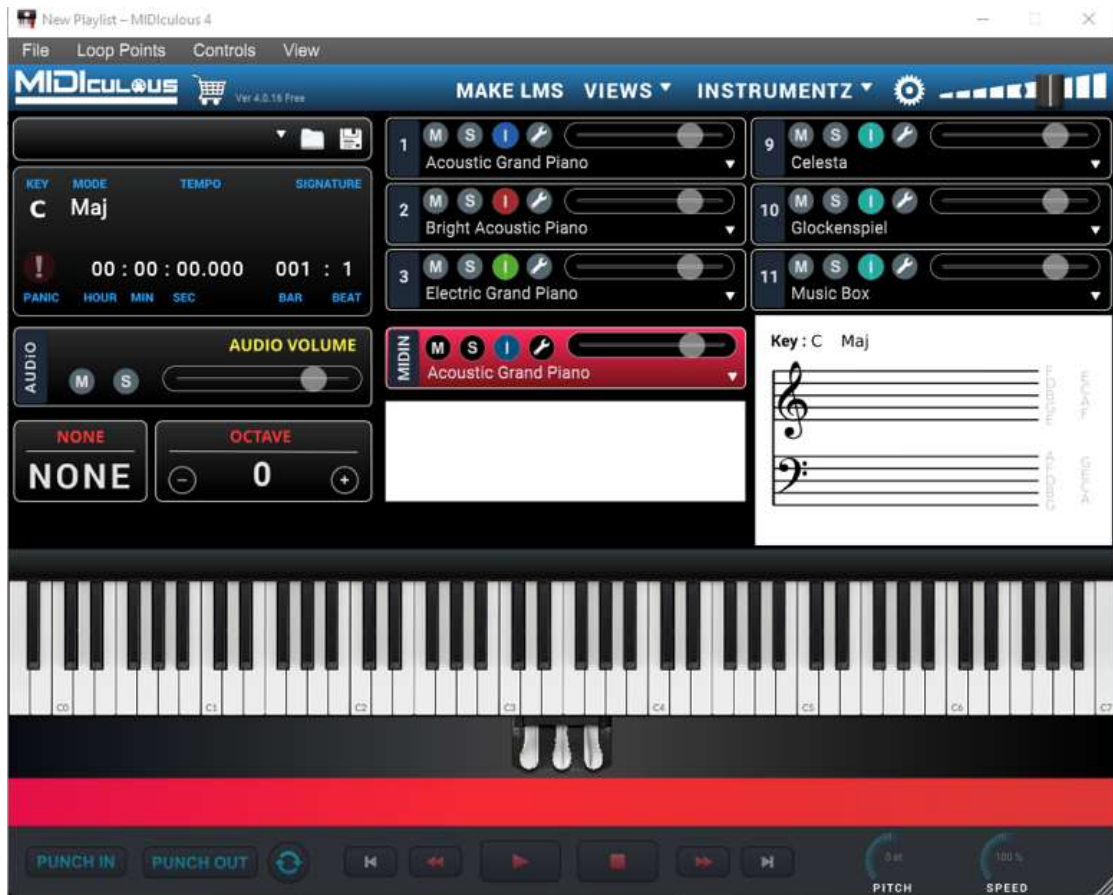 New Playlist – MIDIculous 4
File Loop Points Controls View
MIDIculous Ver 4.0.16 Free MAKE LMS VIEWS INSTRUMENTZ
KEY MODE TEMPO SIGNATURE
C Maj
! 00 : 00 : 00.000 001 : 1
PANIC HOUR MIN SEC BAR BEAT
AUDIO
AUDIO VOLUME
M S
NONE
NONE
OCTAVE
− 0 +
1 M S I
Acoustic Grand Piano
2 M S I
Bright Acoustic Piano
3 M S I
Electric Grand Piano
MIDIN M S I
Acoustic Grand Piano
9 M S I
Celesta
10 M S I
Glockenspiel
11 M S I
Music Box
Key : C Maj
F
D
B
G
E
E
C
A
F
A
F
D
B
G
G
E
C
A
C0 C1 C2 C3 C4 C5 C6 C7
PUNCH IN PUNCH OUT
0 st
PITCH
100 %
SPEED